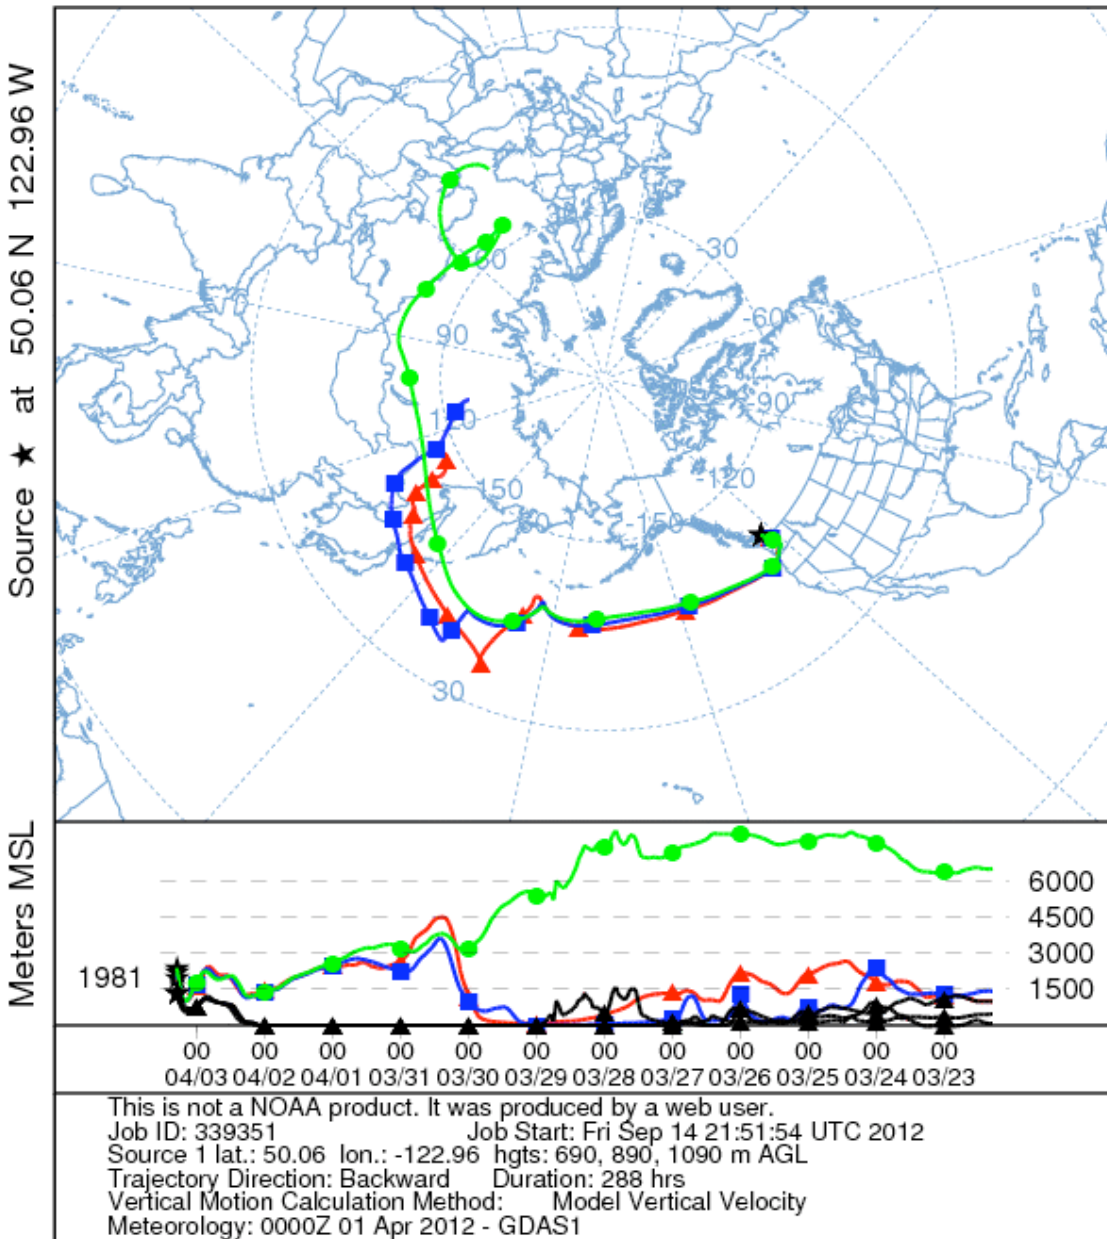 Source ★ at 50.06 N 122.96 W
30
-60
60
90
-90
120
-120
150
-150
30
Meters MSL
6000
4500
3000
1981
1500
00 00 00 00 00 00 00 00 00 00 00 00
04/03 04/02 04/01 03/31 03/30 03/29 03/28 03/27 03/26 03/25 03/24 03/23
This is not a NOAA product. It was produced by a web user.
Job ID: 339351 Job Start: Fri Sep 14 21:51:54 UTC 2012
Source 1 lat.: 50.06 lon.: -122.96 hgts: 690, 890, 1090 m AGL
Trajectory Direction: Backward Duration: 288 hrs
Vertical Motion Calculation Method: Model Vertical Velocity
Meteorology: 0000Z 01 Apr 2012 - GDAS1